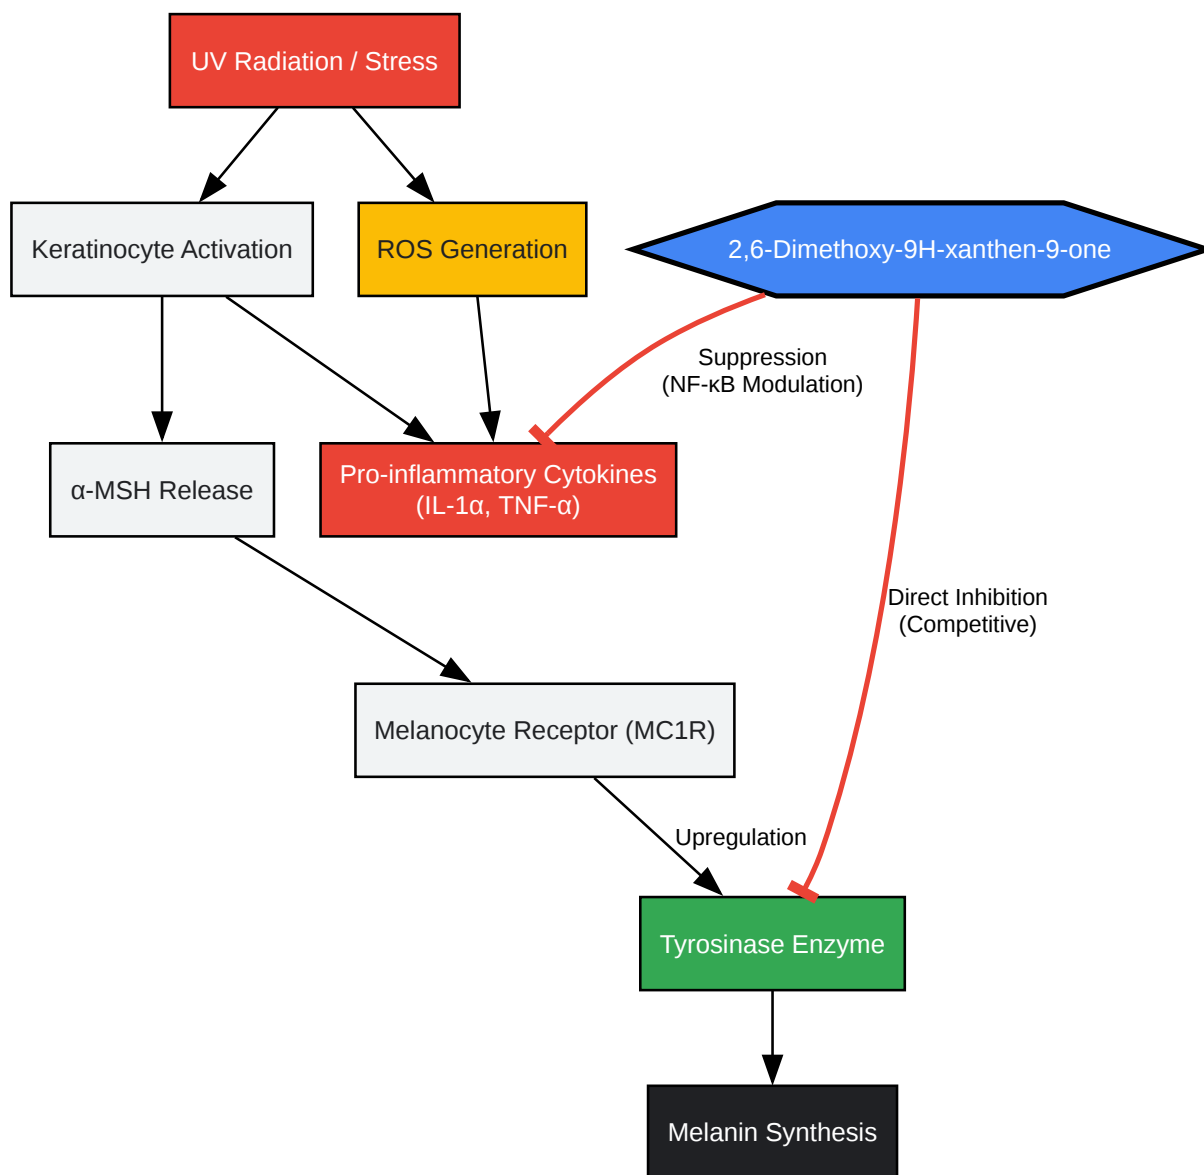 UV Radiation / Stress
Keratinocyte Activation
ROS Generation
2,6-Dimethoxy-9H-xanthen-9-one
Suppression
(NF-κB Modulation)
α-MSH Release
Pro-inflammatory Cytokines
(IL-1α, TNF-α)
Direct Inhibition
(Competitive)
Melanocyte Receptor (MC1R)
Upregulation
Tyrosinase Enzyme
Melanin Synthesis